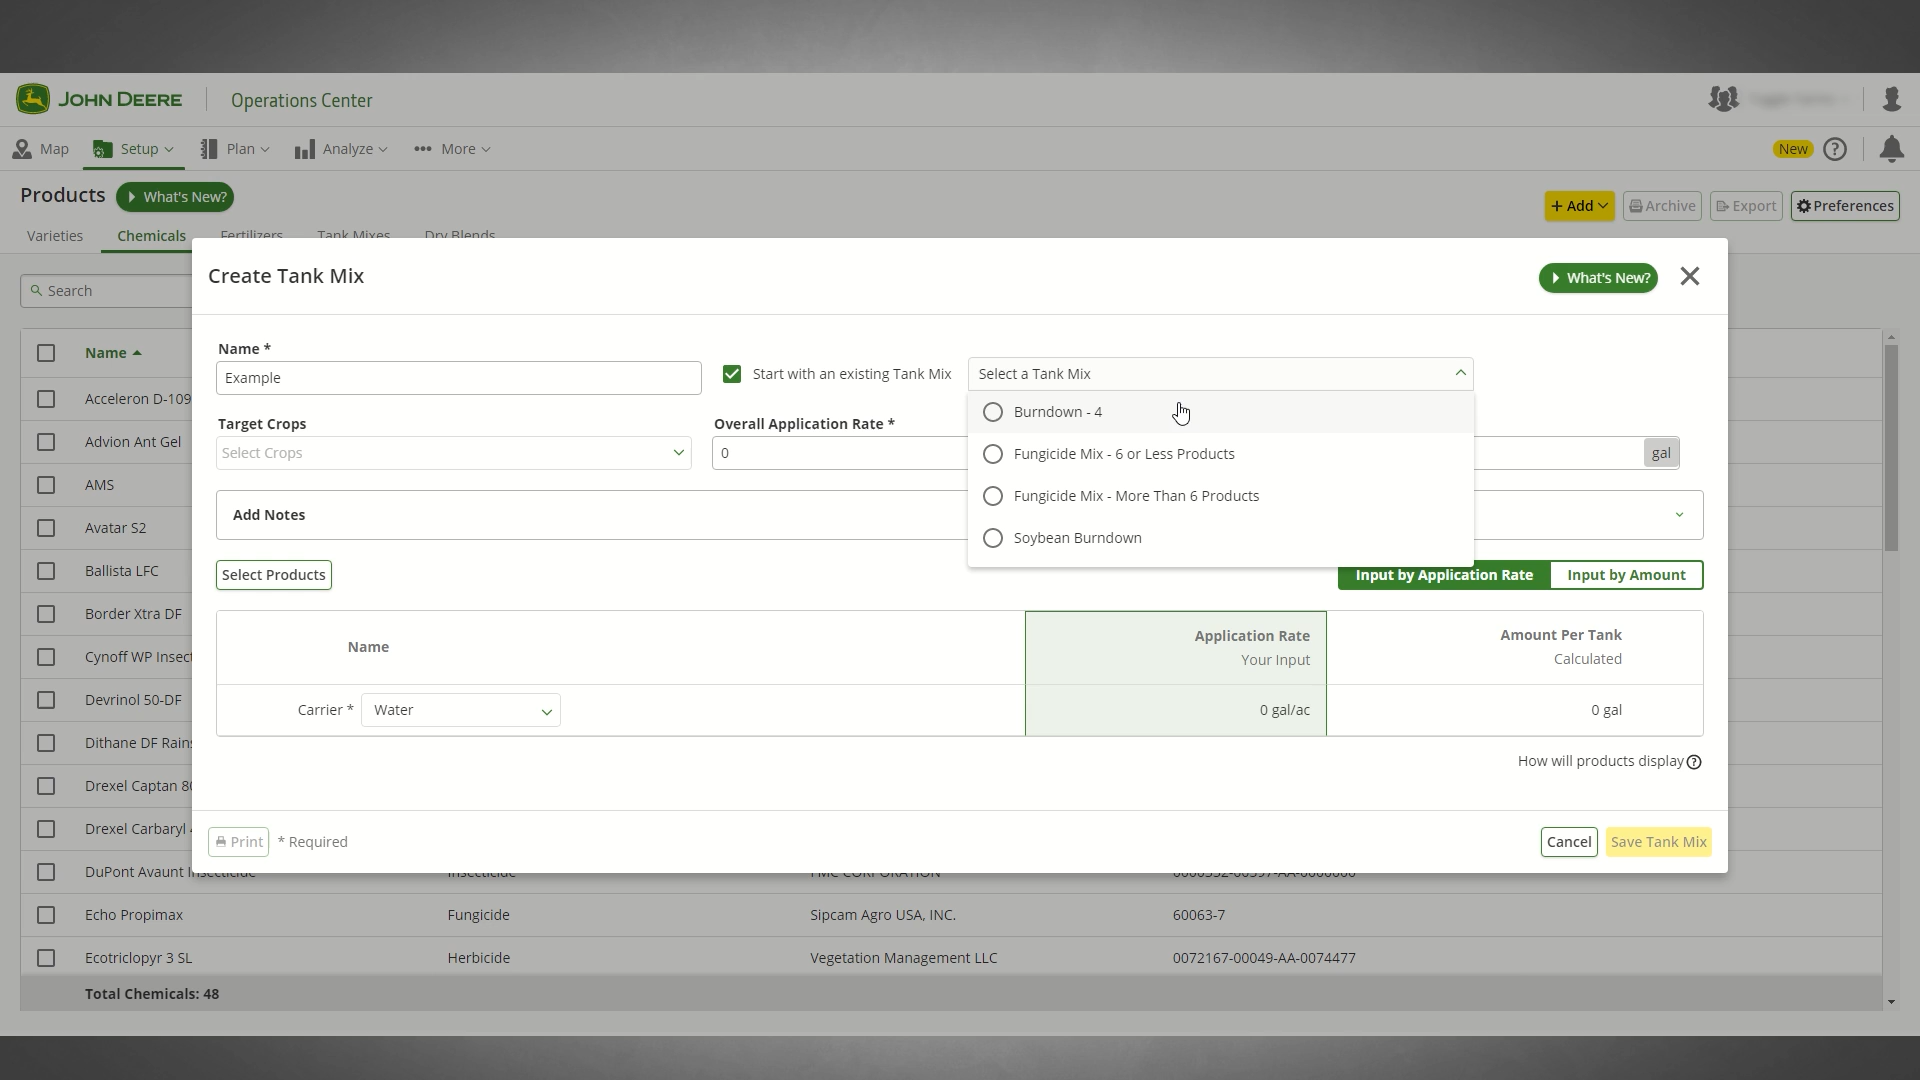 JOHN DEERE
Operations Center
Map
Setup
Plan
Analyze
More
New
Products
What's New?
+ Add
Archive
Export
Preferences
Varieties
Chemicals
Fertilizers
Tank Mixes
Dry Blends
Search
Create Tank Mix
What's New?
Name *
Example
Start with an existing Tank Mix
Select a Tank Mix
Burndown - 4
Fungicide Mix - 6 or Less Products
Fungicide Mix - More Than 6 Products
Soybean Burndown
Target Crops
Select Crops
Overall Application Rate *
0
gal
Add Notes
Select Products
Input by Application Rate
Input by Amount
Name
Application Rate
Your Input
Amount Per Tank
Calculated
Carrier *
Water
0 gal/ac
0 gal
How will products display
Print
* Required
Cancel
Save Tank Mix
Name
Acceleron D-109
Advion Ant Gel
AMS
Avatar S2
Ballista LFC
Border Xtra DF
Cynoff WP Insect
Devrinol 50-DF
Dithane DF Rains
Drexel Captan 80
Drexel Carbaryl 4
DuPont Avaunt Insecticide
Insecticide
FMC CORPORATION
Echo Propimax
Fungicide
Sipcam Agro USA, INC.
60063-7
Ecotriclopyr 3 SL
Herbicide
Vegetation Management LLC
0072167-00049-AA-0074477
Total Chemicals: 48